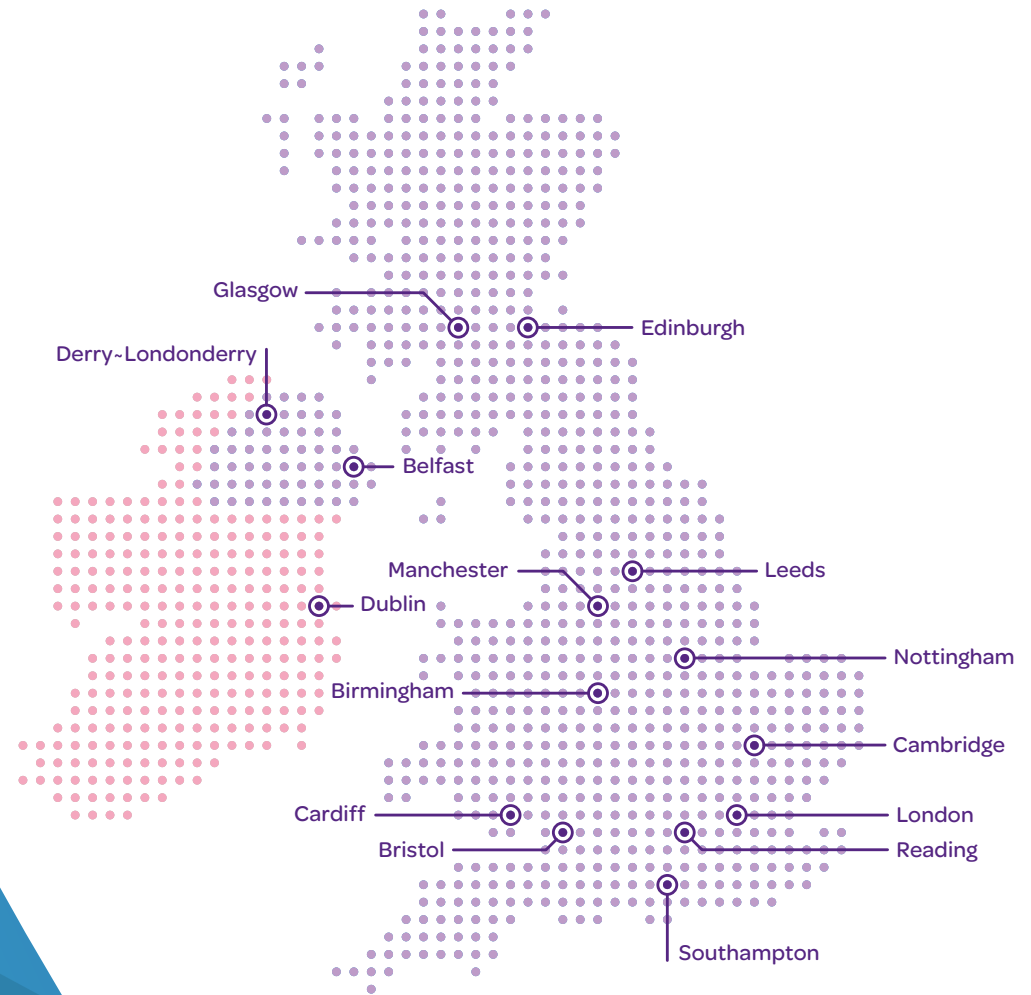 Glasgow
Edinburgh
Derry~Londonderry
Belfast
Manchester
Leeds
Dublin
Nottingham
Birmingham
Cambridge
Cardiff
London
Bristol
Reading
Southampton